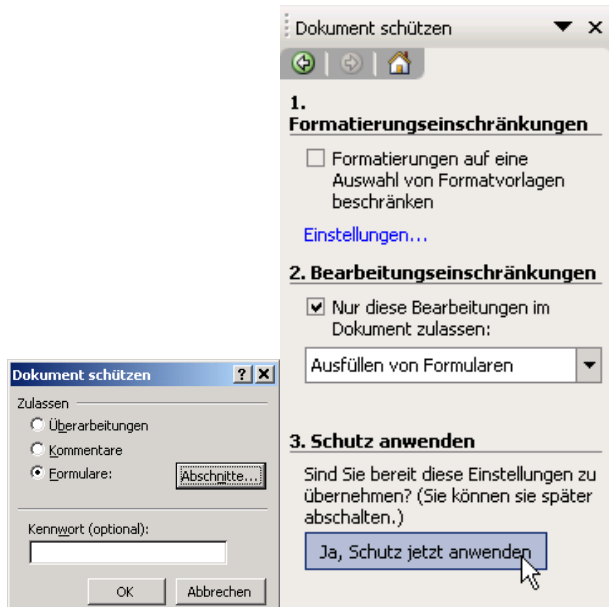 Dokument schützen
1.
Formatierungseinschränkungen
Formatierungen auf eine
Auswahl von Formatvorlagen
beschränken
Einstellungen...
2. Bearbeitungseinschränkungen
Nur diese Bearbeitungen im
Dokument zulassen:
Ausfüllen von Formularen
3. Schutz anwenden
Sind Sie bereit diese Einstellungen zu
übernehmen? (Sie können sie später
abschalten.)
Ja, Schutz jetzt anwenden
Dokument schützen
Zulassen
Überarbeitungen
Kommentare
Formulare:
Abschnitte...
Kennwort (optional):
OK
Abbrechen